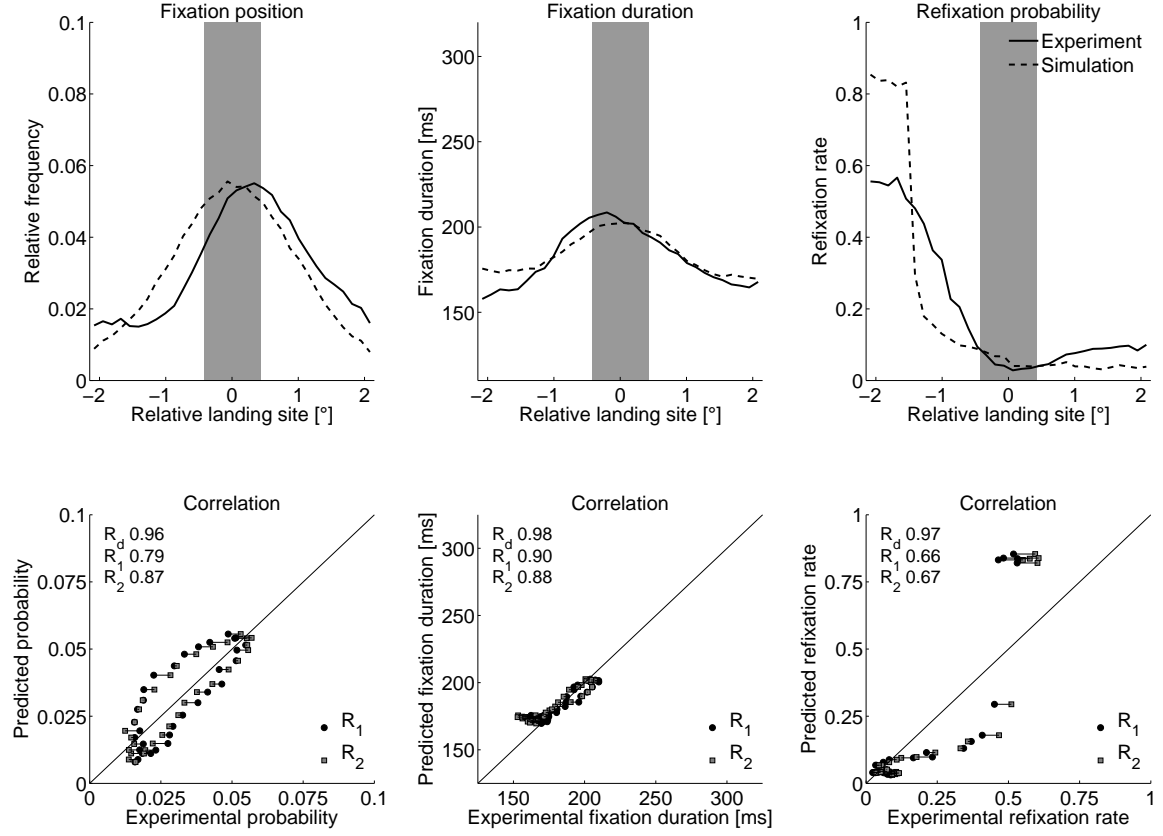 Fixation position
Relative frequency
0.1
0.08
0.06
0.04
0.02
0
−2 −1 0 1 2
Relative landing site [°]
Fixation duration
Fixation duration [ms]
300
250
200
150
−2 −1 0 1 2
Relative landing site [°]
Refixation probability
Experiment
Simulation
Refixation rate
1
0.8
0.6
0.4
0.2
0
−2 −1 0 1 2
Relative landing site [°]
Correlation
R_d 0.96
R_1 0.79
R_2 0.87
Predicted probability
0.1
0.075
0.05
0.025
0
R_1
R_2
0 0.025 0.05 0.075 0.1
Experimental probability
Correlation
R_d 0.98
R_1 0.90
R_2 0.88
Predicted fixation duration [ms]
300
250
200
150
R_1
R_2
150 200 250 300
Experimental fixation duration [ms]
Correlation
R_d 0.97
R_1 0.66
R_2 0.67
Predicted refixation rate
1
0.75
0.5
0.25
0
R_1
R_2
0 0.25 0.5 0.75 1
Experimental refixation rate